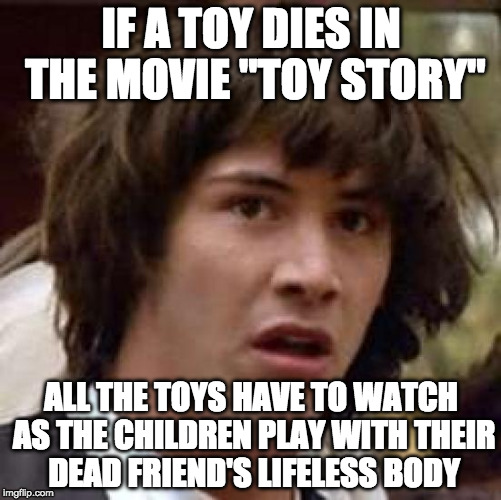 IF A TOY DIES IN
THE MOVIE "TOY STORY"
ALL THE TOYS HAVE TO WATCH
AS THE CHILDREN PLAY WITH THEIR
DEAD FRIEND'S LIFELESS BODY
imgflip.com